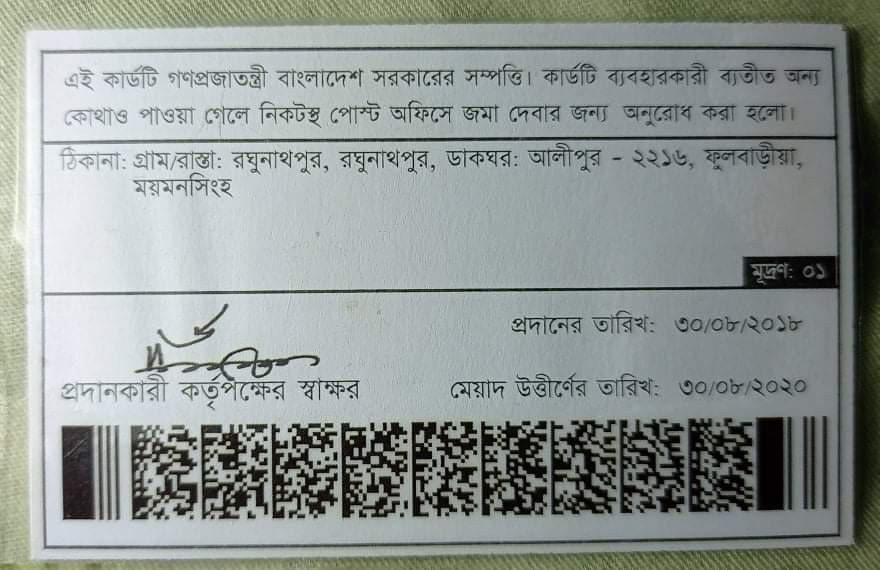 এই কার্ডটি গণপ্রজাতন্ত্রী বাংলাদেশ সরকারের সম্পত্তি। কার্ডটি ব্যবহারকারী ব্যতীত অন্য
কোথাও পাওয়া গেলে নিকটস্থ পোস্ট অফিসে জমা দেবার জন্য অনুরোধ করা হলো।
ঠিকানা: গ্রাম/রাস্তা: রঘুনাথপুর, রঘুনাথপুর, ডাকঘর: আলীপুর - ২২১৬, ফুলবাড়ীয়া,
ময়মনসিংহ
মূদ্রণ: ০১
প্রদানের তারিখ: ৩০/০৮/২০১৮
প্রদানকারী কর্তৃপক্ষের স্বাক্ষর
মেয়াদ উত্তীর্ণের তারিখ: ৩০/০৮/২০২০